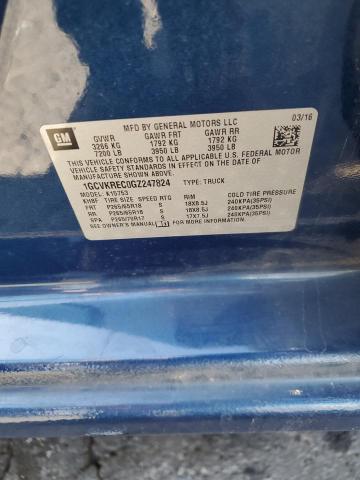 MFD BY GENERAL MOTORS LLC
03/16
GM
GVWR GAWR FRT GAWR RR
3266 KG 1792 KG 1792 KG
7200 LB 3950 LB 3950 LB
THIS VEHICLE CONFORMS TO ALL APPLICABLE U.S. FEDERAL MOTOR
VEHICLE SAFETY STANDARDS IN EFFECT ON THE DATE OF
MANUFACTURE SHOWN ABOVE.
1GCVKREC0GZ247824 TYPE: TRUCK
MODEL: K15753
KH8F TIRE SIZE SPEED RTG RIM COLD TIRE PRESSURE
FRT P265/65R18 S 18X8.5J 240KPA(35PSI)
RR P265/65R18 S 18X8.5J 240KPA(35PSI)
SPA P265/70R17 S 17X7.5J 240KPA(35PSI)
SEE OWNER'S MANUAL